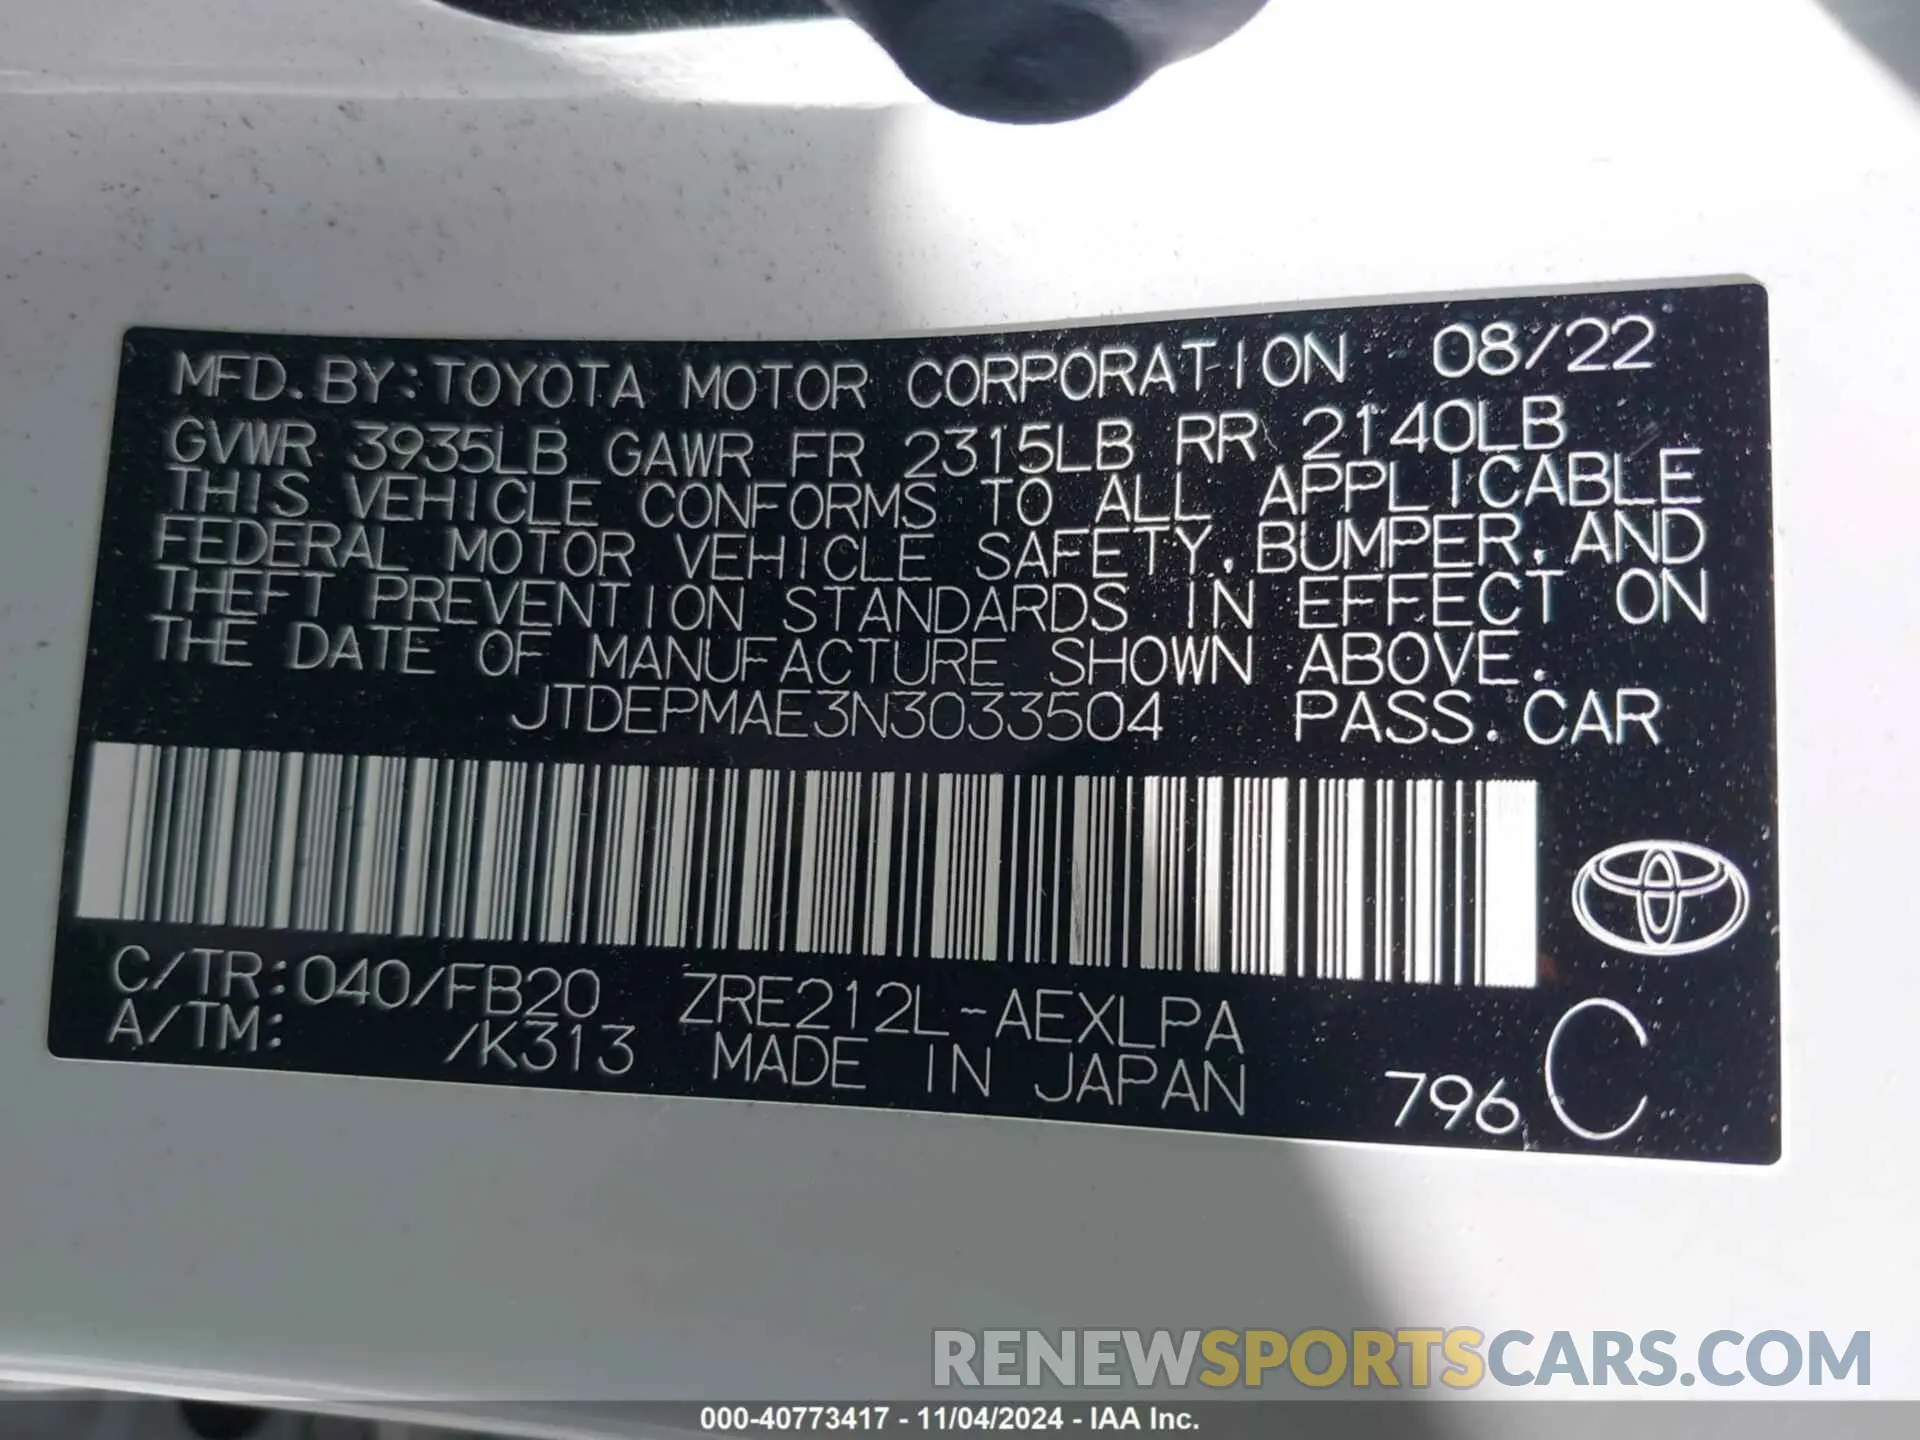 MFD. BY: TOYOTA MOTOR CORPORATION 08/22
GVWR 3935LB GAWR FR 2315LB RR 2140LB
THIS VEHICLE CONFORMS TO ALL APPLICABLE
FEDERAL MOTOR VEHICLE SAFETY, BUMPER, AND
THEFT PREVENTION STANDARDS IN EFFECT ON
THE DATE OF MANUFACTURE SHOWN ABOVE.
JTDEPMAE3N3033504 PASS. CAR
C/TR: 040/FB20 ZRE212L-AEXLPA
A/TM: /K313 MADE IN JAPAN 796 C
RENEWSPORTSCARS.COM
000-40773417 - 11/04/2024 - IAA Inc.